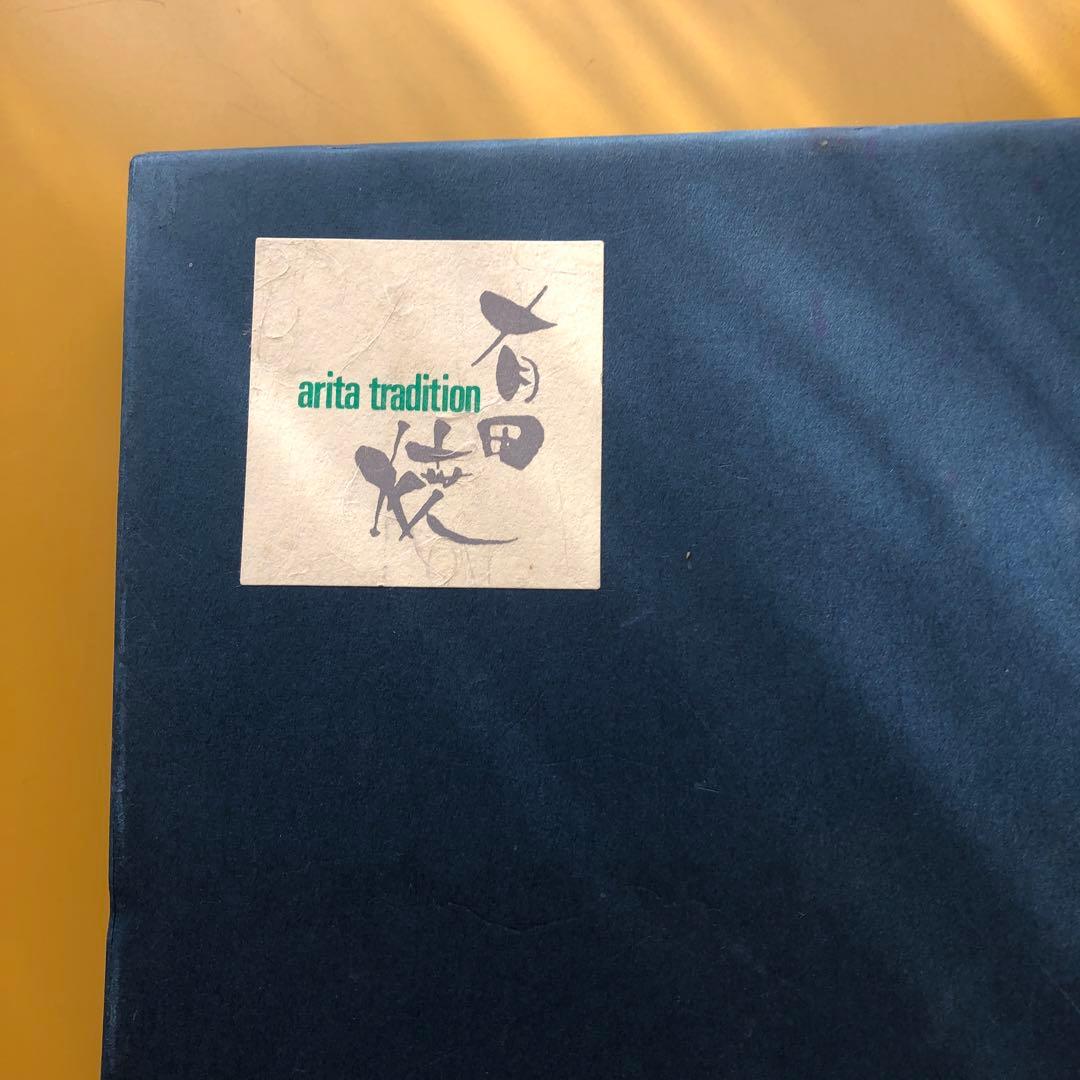 有田
焼
arita tradition